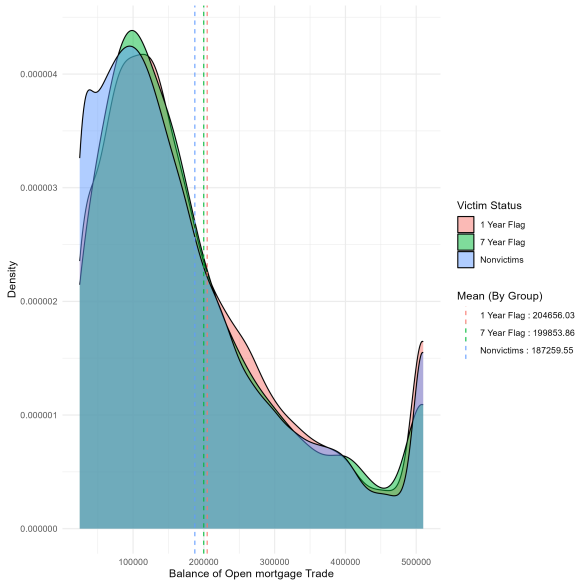 0.000004
0.000003
0.000002
0.000001
0.000000
Density
100000
200000
300000
400000
500000
Balance of Open mortgage Trade
Victim Status
1 Year Flag
7 Year Flag
Nonvictims
Mean (By Group)
1 Year Flag : 204656.03
7 Year Flag : 199853.86
Nonvictims : 187259.55